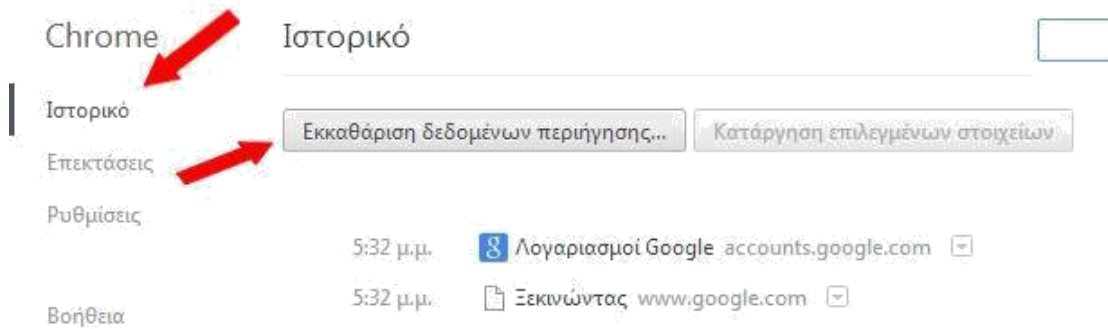 Chrome
Ιστορικό
Ιστορικό
Εκκαθάριση δεδομένων περιήγησης...
Κατάργηση επιλεγμένων στοιχείων
Επεκτάσεις
Ρυθμίσεις
5:32 μ.μ. 8 Λογαριασμοί Google accounts.google.com
5:32 μ.μ. Ξεκινώντας www.google.com
Βοήθεια